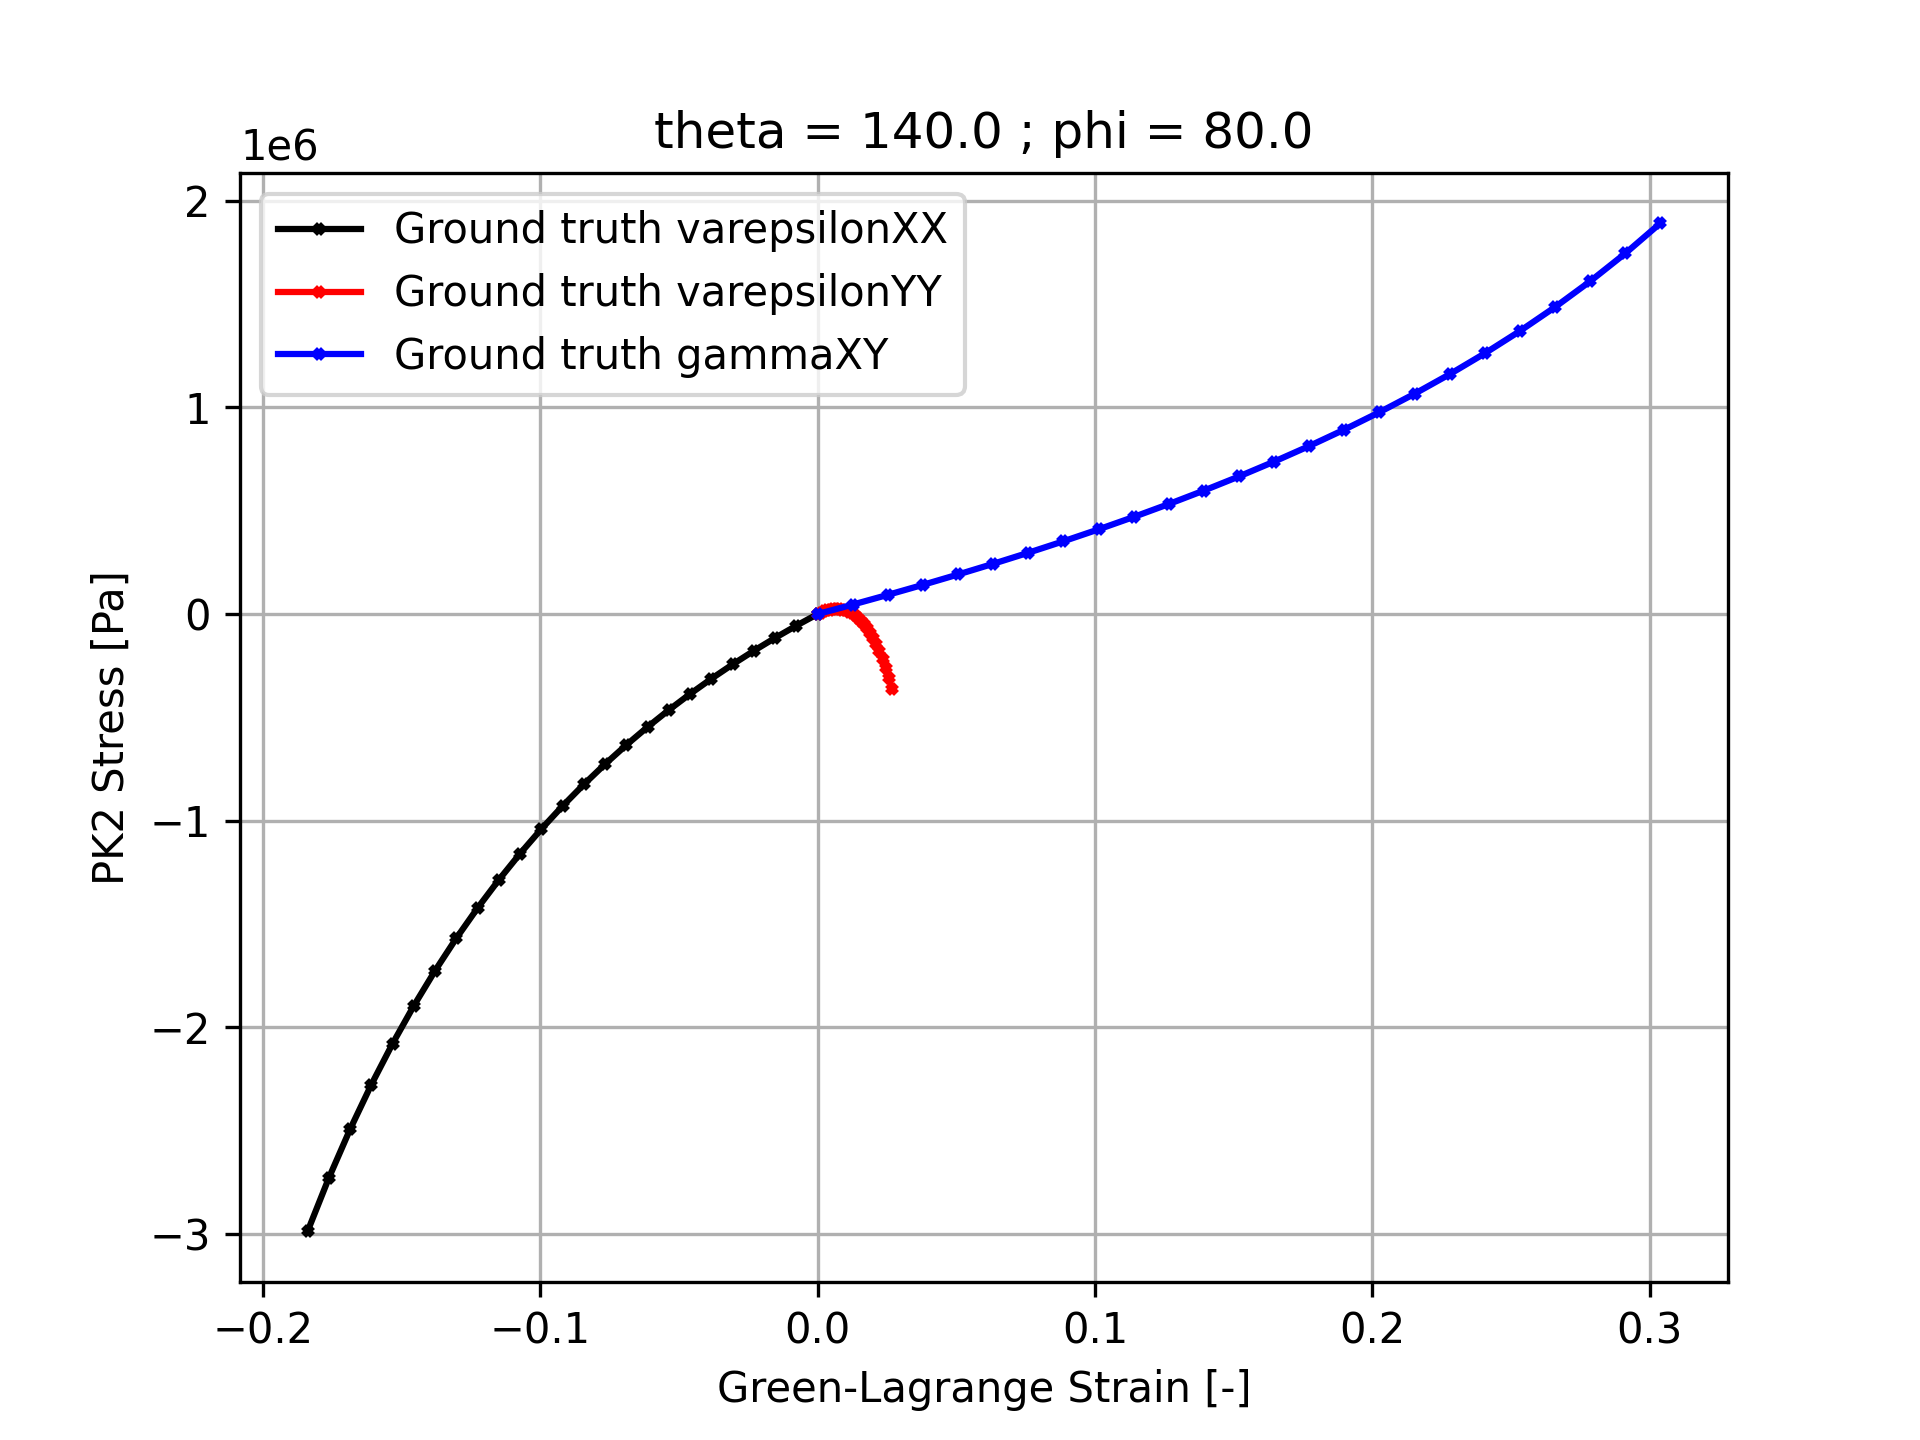 theta = 140.0 ; phi = 80.0
1e6
Ground truth varepsilonXX
Ground truth varepsilonYY
Ground truth gammaXY
2
1
0
−1
−2
−3
PK2 Stress [Pa]
−0.2 −0.1 0.0 0.1 0.2 0.3
Green-Lagrange Strain [-]